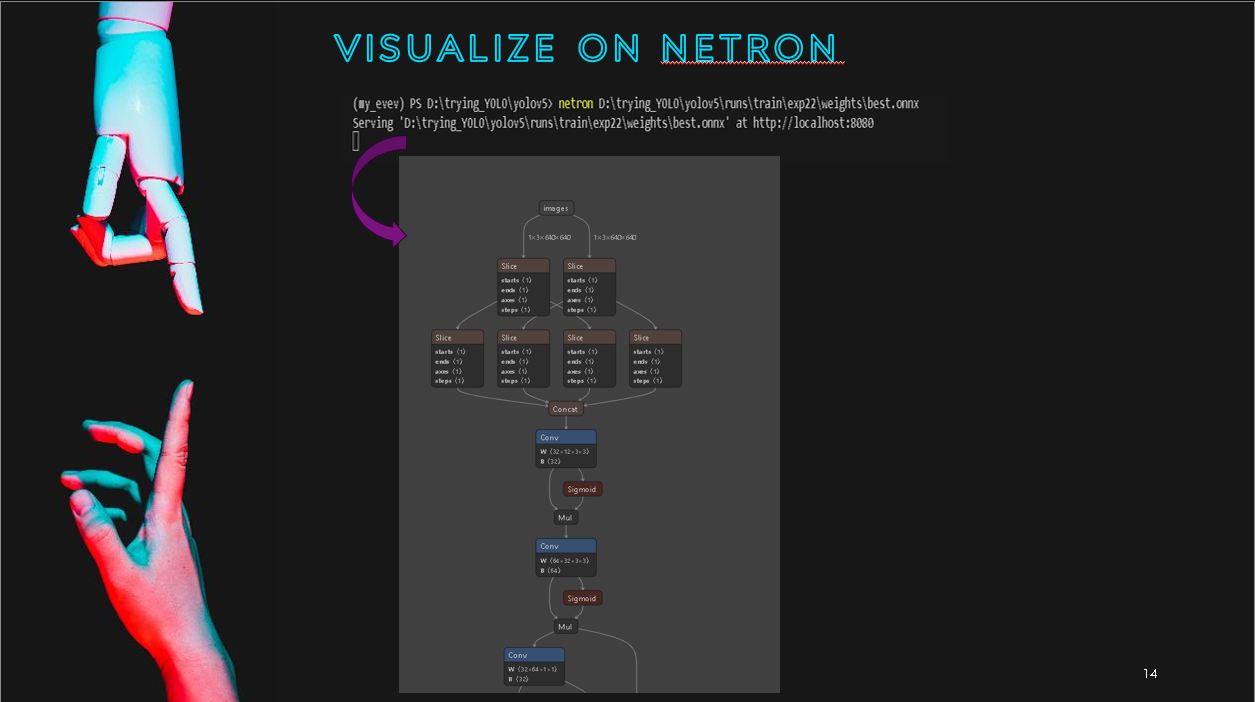 VISUALIZE ON NETRON
(my_evev) PS D:\trying_YOLO\yolov5> netron D:\trying_YOLO\yolov5\runs\train\exp22\weights\best.onnx
Serving 'D:\trying_YOLO\yolov5\runs\train\exp22\weights\best.onnx' at http://localhost:8080
images
1×3×640×640 1×3×640×640
Slice Slice
starts ⟨1⟩ starts ⟨1⟩
ends ⟨1⟩ ends ⟨1⟩
axes ⟨1⟩ axes ⟨1⟩
steps ⟨1⟩ steps ⟨1⟩
Slice Slice Slice Slice
starts ⟨1⟩ starts ⟨1⟩ starts ⟨1⟩ starts ⟨1⟩
ends ⟨1⟩ ends ⟨1⟩ ends ⟨1⟩ ends ⟨1⟩
axes ⟨1⟩ axes ⟨1⟩ axes ⟨1⟩ axes ⟨1⟩
steps ⟨1⟩ steps ⟨1⟩ steps ⟨1⟩ steps ⟨1⟩
Concat
Conv
W ⟨32×12×3×3⟩
B ⟨32⟩
Sigmoid
Mul
Conv
W ⟨64×32×3×3⟩
B ⟨64⟩
Sigmoid
Mul
Conv
W ⟨32×64×1×1⟩
B ⟨32⟩
14